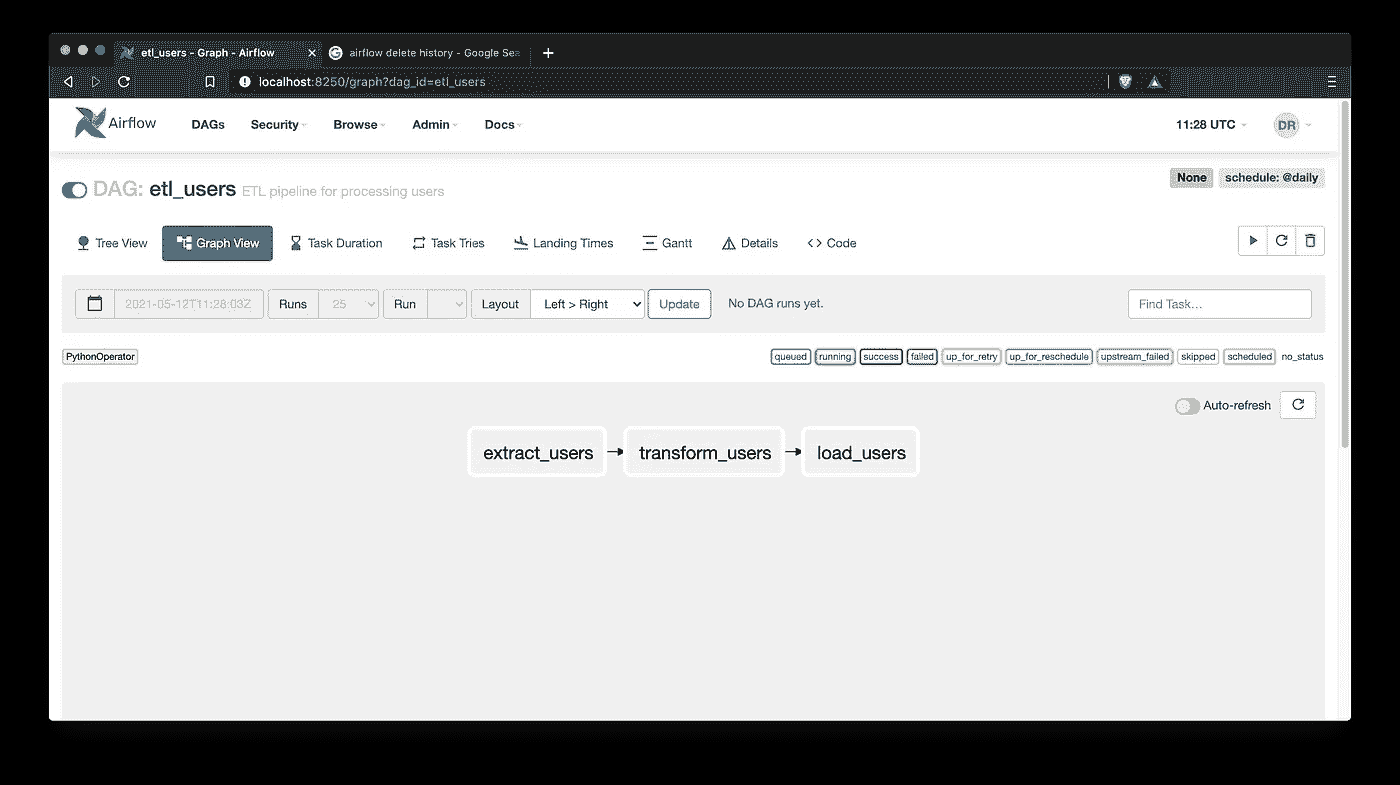 etl_users - Graph - Airflow
airflow delete history - Google Sea
localhost:8250/graph?dag_id=etl_users
Airflow DAGs Security Browse Admin Docs 11:28 UTC DR
DAG: etl_users ETL pipeline for processing users None schedule: @daily
Tree View Graph View Task Duration Task Tries Landing Times Gantt Details <> Code
2021-05-12T11:28:03Z Runs 25 Run Layout Left > Right Update No DAG runs yet. Find Task...
PythonOperator queued running success failed up_for_retry up_for_reschedule upstream_failed skipped scheduled no_status
Auto-refresh
extract_users transform_users load_users